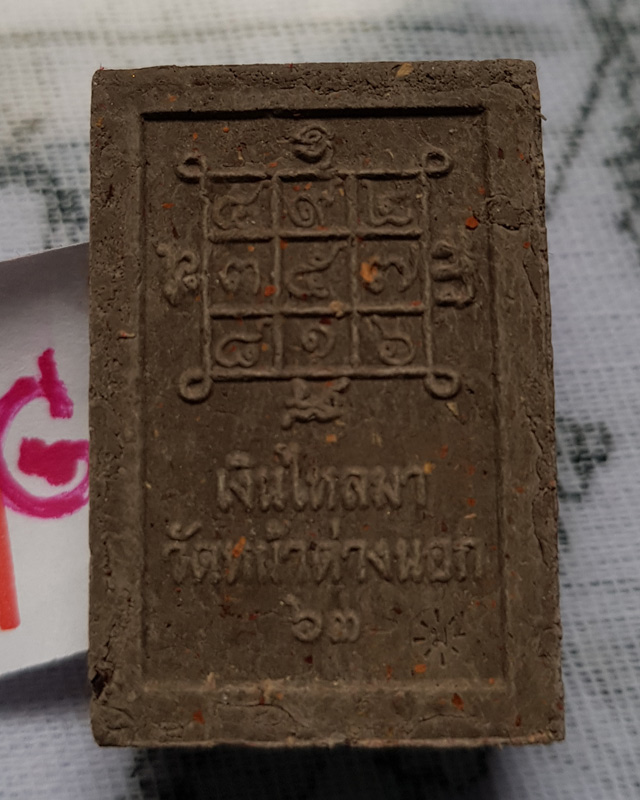 ๔ ๙ ๒
๓ ๕ ๗
๘ ๑ ๖
เงินไหลมา
วัดหน้าต่างนอก
๖๓